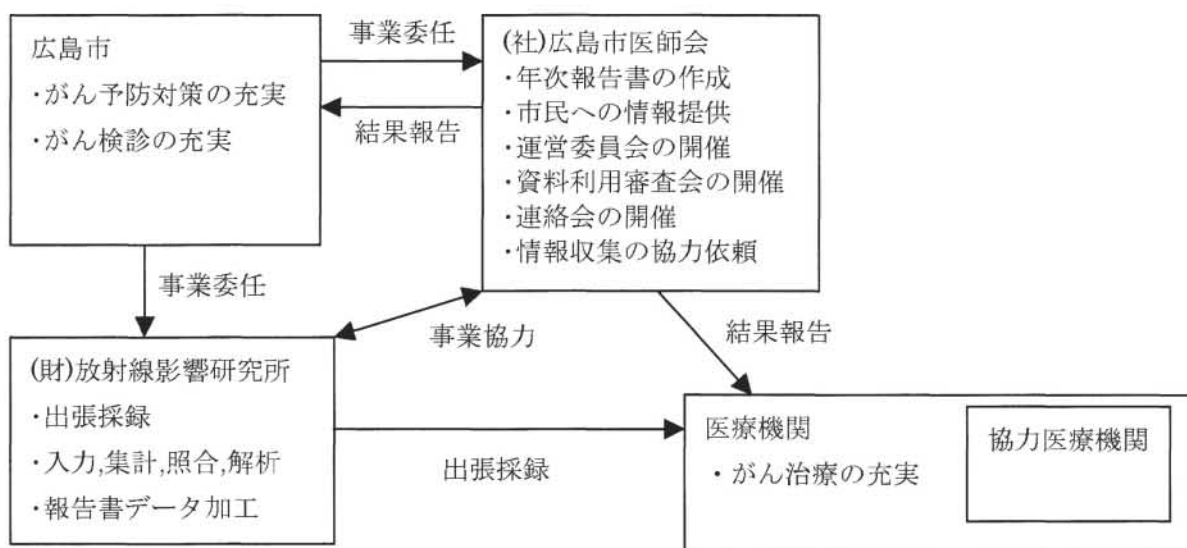 広島市
・がん予防対策の充実
・がん検診の充実
事業委任
結果報告
(社)広島市医師会
・年次報告書の作成
・市民への情報提供
・運営委員会の開催
・資料利用審査会の開催
・連絡会の開催
・情報収集の協力依頼
事業委任
事業協力
結果報告
(財)放射線影響研究所
・出張採録
・入力,集計,照合,解析
・報告書データ加工
出張採録
医療機関
・がん治療の充実
協力医療機関